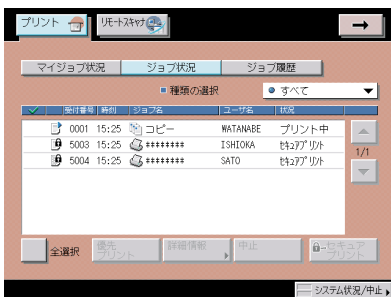 プリント リモートスキャナ
マイジョブ状況 ジョブ状況 ジョブ履歴
種類の選択 すべて
受付番号 時刻 ジョブ名 ユーザ名 状況
0001 15:25 コピー WATANABE プリント中
5003 15:25 ******** ISHIOKA セキュアプリント
5004 15:25 ******** SATO セキュアプリント
1/1
全選択 優先プリント 詳細情報 中止 セキュアプリント
システム状況/中止